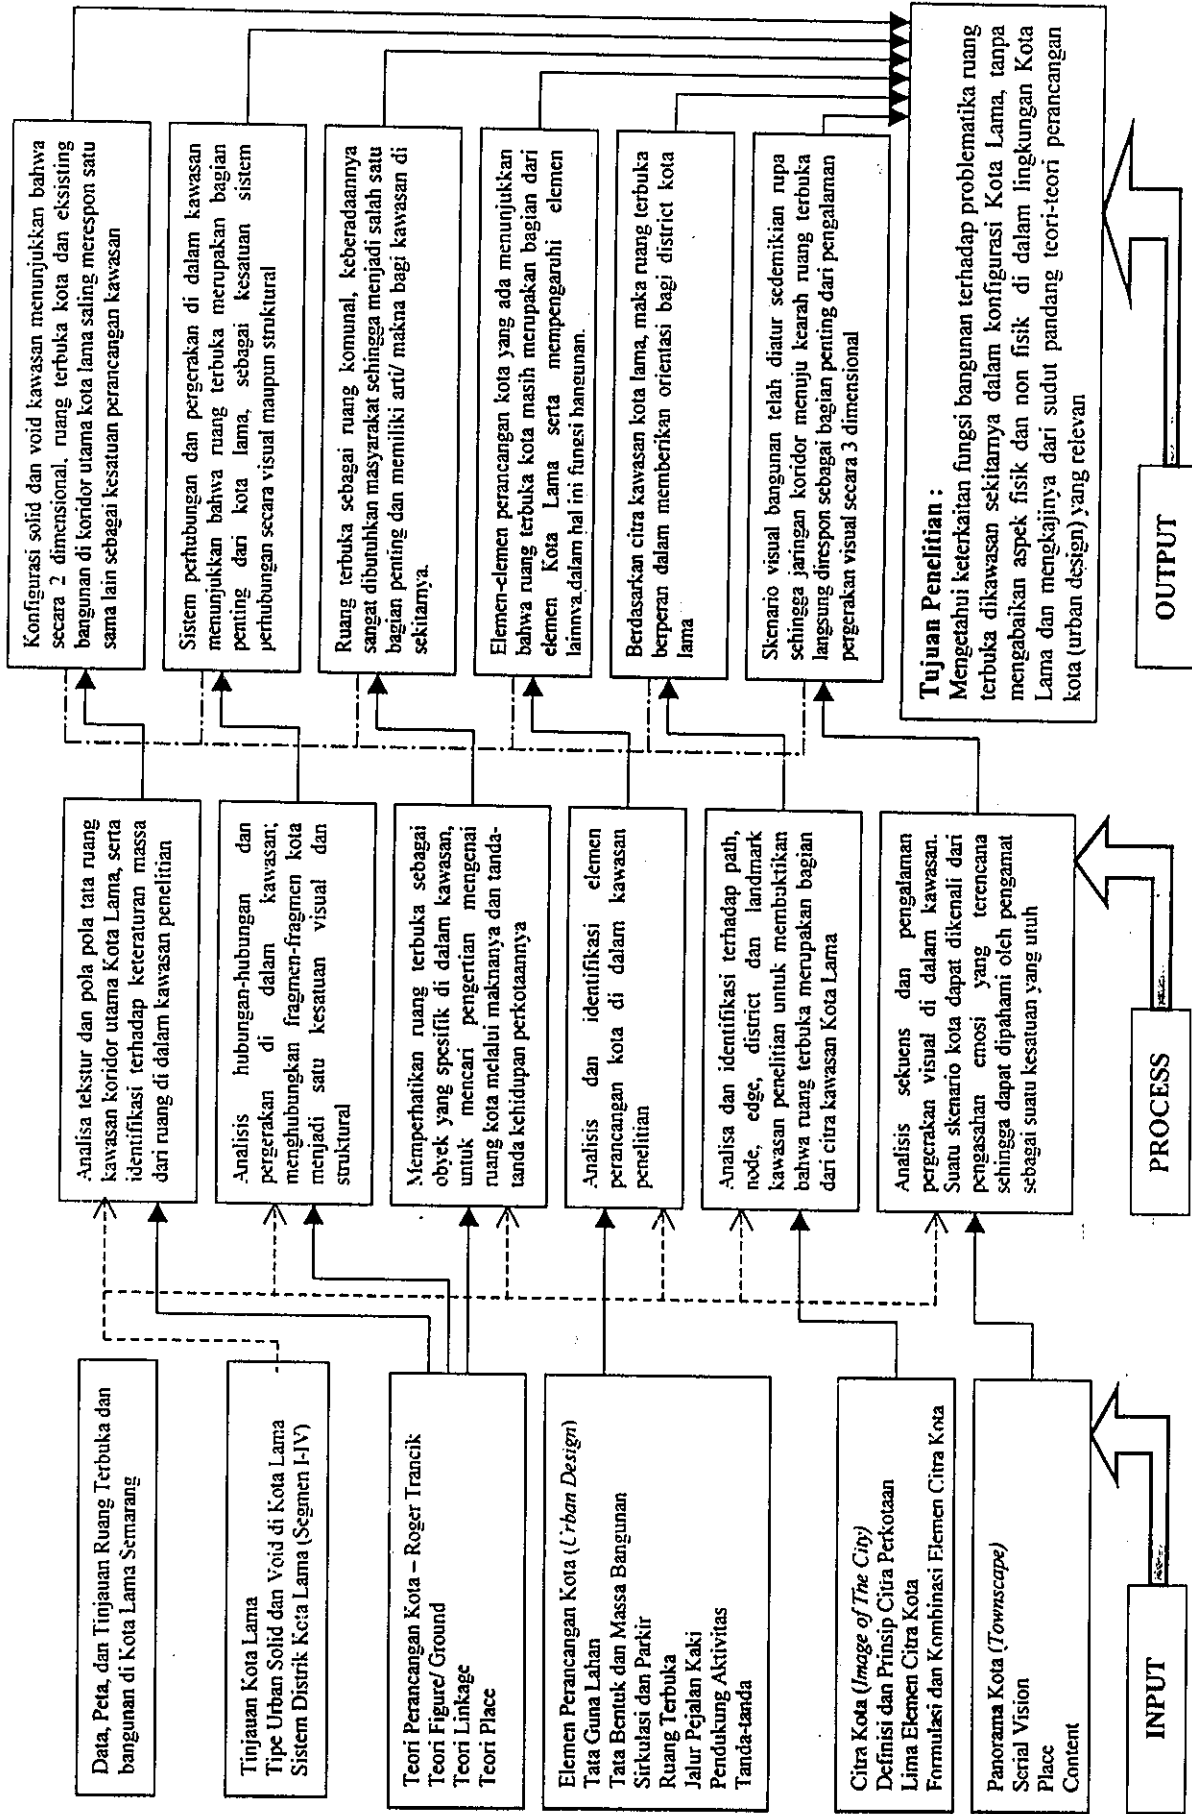 Data, Peta, dan Tinjauan Ruang Terbuka dan
bangunan di Kota Lama Semarang
Tinjauan Kota Lama
Tipe Urban Solid dan Void di Kota Lama
Sistem Distrik Kota Lama (Segmen I-IV)
Teori Perancangan Kota – Roger Trancik
Teori Figure/ Ground
Teori Linkage
Teori Place
Elemen Perancangan Kota (Urban Design)
Tata Guna Lahan
Tata Bentuk dan Massa Bangunan
Sirkulasi dan Parkir
Ruang Terbuka
Jalur Pejalan Kaki
Pendukung Aktivitas
Tanda-tanda
Citra Kota (Image of The City)
Definisi dan Prinsip Citra Perkotaan
Lima Elemen Citra Kota
Formulasi dan Kombinasi Elemen Citra Kota
Panorama Kota (Townscape)
Serial Vision
Place
Content
INPUT
Analisa tekstur dan pola pola tata ruang
kawasan koridor utama Kota Lama, serta
identifikasi terhadap keteraturan massa
dari ruang di dalam kawasan penelitian
Analisis hubungan-hubungan dan
pergerakan di dalam kawasan;
menghubungkan fragmen-fragmen kota
menjadi satu kesatuan visual dan
struktural
Memperhatikan ruang terbuka sebagai
obyek yang spesifik di dalam kawasan,
untuk mencari pengertian mengenai
ruang kota melalui maknanya dan tanda-
tanda kehidupan perkotaannya
Analisis dan identifikasi elemen
perancangan kota di dalam kawasan
penelitian
Analisa dan identifikasi terhadap path,
node, edge, district dan landmark
kawasan penelitian untuk membuktikan
bahwa ruang terbuka merupakan bagian
dari citra kawasan Kota Lama
Analisis sekuens dan pengalaman
pergerakan visual di dalam kawasan.
Suatu skenario kota dapat dikenali dari
pengasahan emosi yang terencana
sehingga dapat dipahami oleh pengamat
sebagai suatu kesatuan yang utuh
PROCESS
Konfigurasi solid dan void kawasan menunjukkan bahwa
secara 2 dimensional, ruang terbuka kota dan eksisting
bangunan di koridor utama kota lama saling merespon satu
sama lain sebagai kesatuan perancangan kawasan
Sistem perhubungan dan pergerakan di dalam kawasan
menunjukkan bahwa ruang terbuka merupakan bagian
penting dari kota lama, sebagai kesatuan sistem
perhubungan secara visual maupun struktural
Ruang terbuka sebagai ruang komunal, keberadaannya
sangat dibutuhkan masyarakat sehingga menjadi salah satu
bagian penting dan memiliki arti/ makna bagi kawasan di
sekitarnya.
Elemen-elemen perancangan kota yang ada menunjukkan
bahwa ruang terbuka kota masih merupakan bagian dari
elemen Kota Lama serta mempengaruhi elemen
lainnya,dalam hal ini fungsi bangunan.
Berdasarkan citra kawasan kota lama, maka ruang terbuka
berperan dalam memberikan orientasi bagi district kota
lama
Skenario visual bangunan telah diatur sedemikian rupa
sehingga jaringan koridor menuju kearah ruang terbuka
langsung direspon sebagai bagian penting dari pengalaman
pergerakan visual secara 3 dimensional
Tujuan Penelitian :
Mengetahui keterkaitan fungsi bangunan terhadap problematika ruang
terbuka dikawasan sekitarnya dalam konfigurasi Kota Lama, tanpa
mengabaikan aspek fisik dan non fisik di dalam lingkungan Kota
Lama dan mengkajinya dari sudut pandang teori-teori perancangan
kota (urban design) yang relevan
OUTPUT